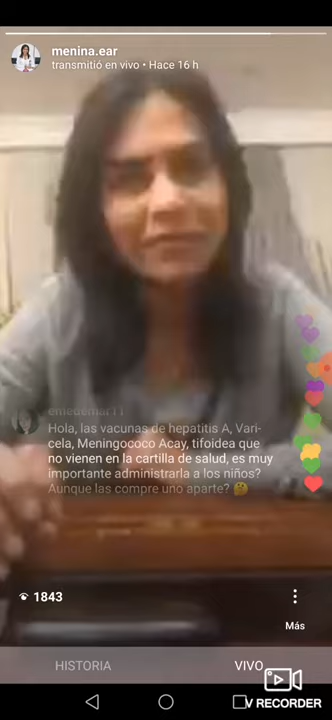 menina.ear
transmitió en vivo • Hace 16 h
emedemar11
Hola, las vacunas de hepatitis A, Vari-
cela, Meningococo Acay, tifoidea que
no vienen en la cartilla de salud, es muy
importante administrarla a los niños?
Aunque las compre uno aparte? 🤔
1843
Más
HISTORIA
VIVO
V RECORDER